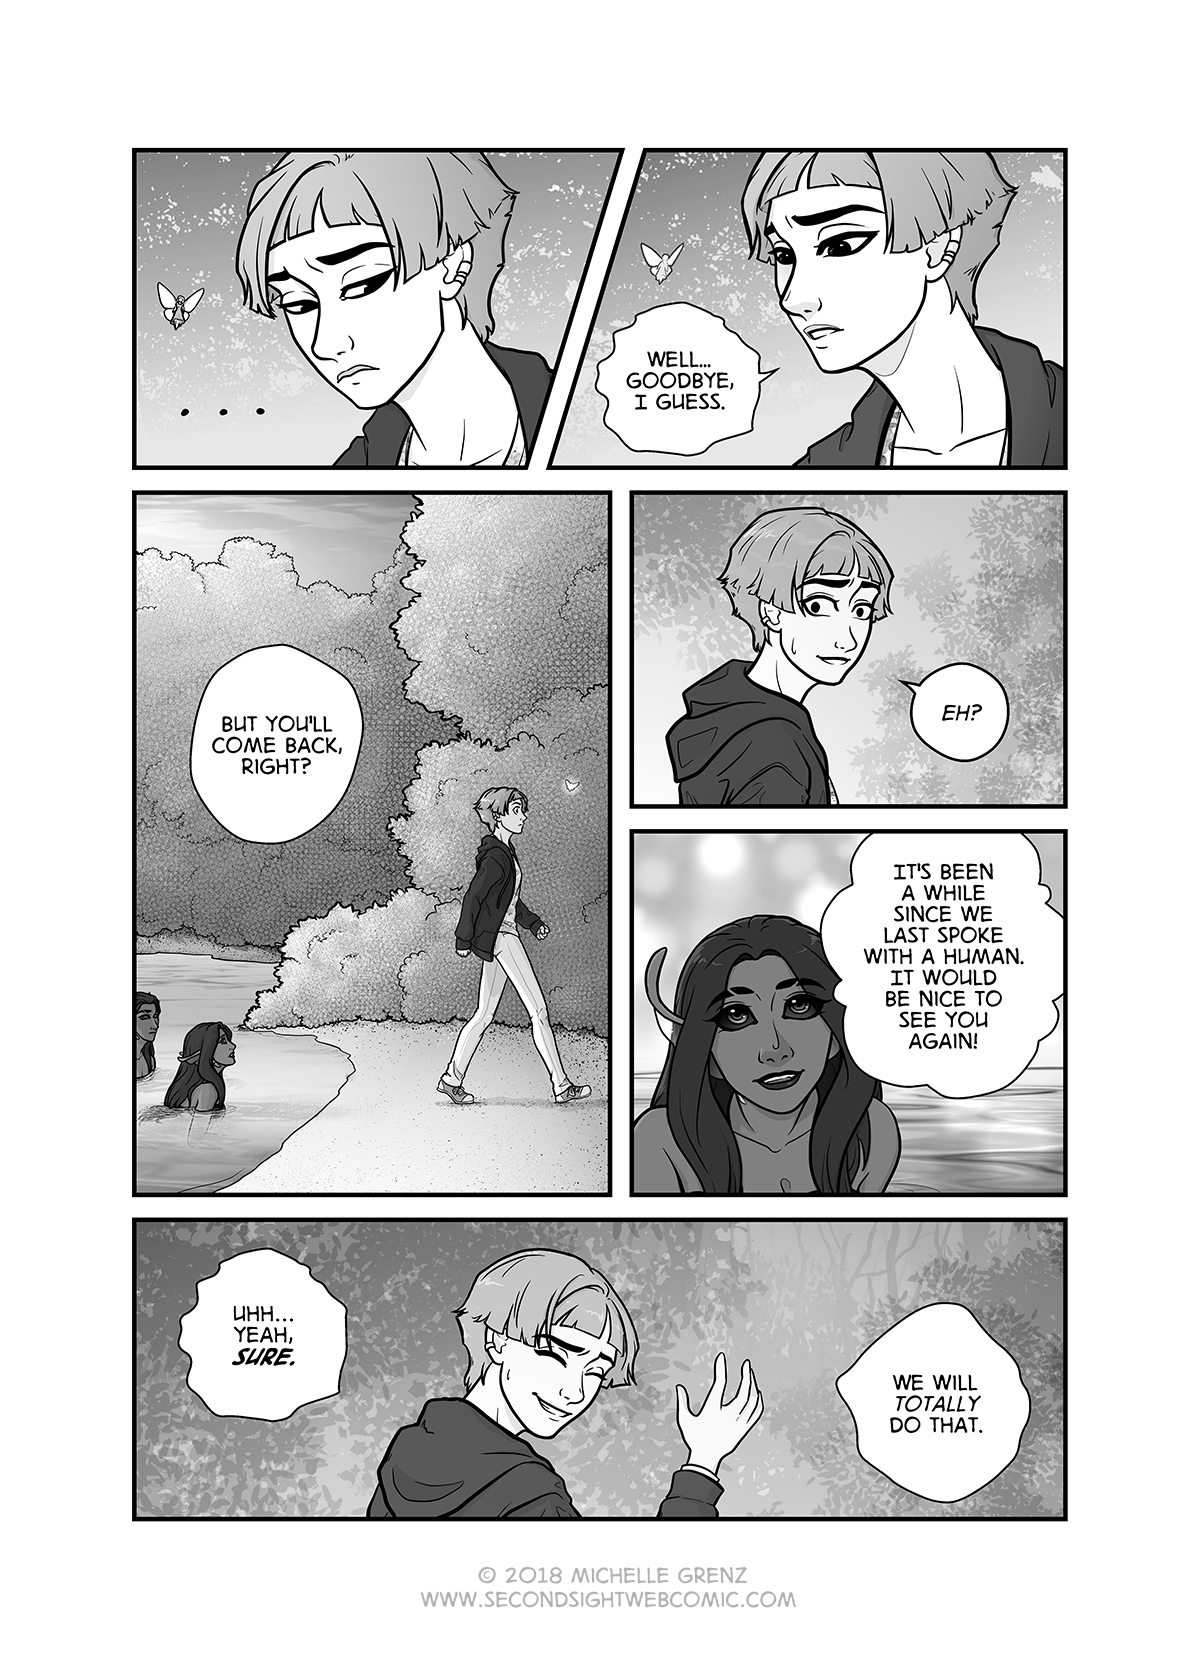 ...
WELL...
GOODBYE,
I GUESS.
BUT YOU'LL
COME BACK,
RIGHT?
EH?
IT'S BEEN
A WHILE
SINCE WE
LAST SPOKE
WITH A HUMAN.
IT WOULD
BE NICE TO
SEE YOU
AGAIN!
UHH...
YEAH,
SURE.
WE WILL
TOTALLY
DO THAT.
© 2018 MICHELLE GRENZ
WWW.SECONDSIGHTWEBCOMIC.COM